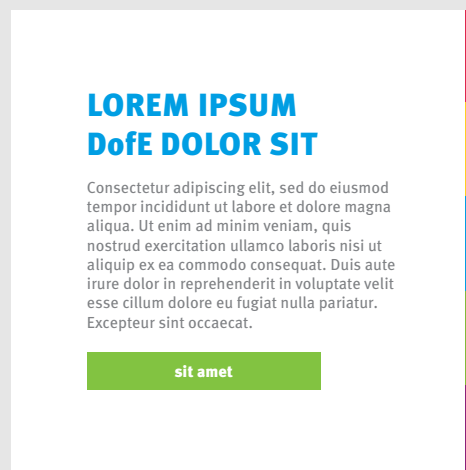 LOREM IPSUM
DofE DOLOR SIT
Consectetur adipiscing elit, sed do eiusmod
tempor incididunt ut labore et dolore magna
aliqua. Ut enim ad minim veniam, quis
nostrud exercitation ullamco laboris nisi ut
aliquip ex ea commodo consequat. Duis aute
irure dolor in reprehenderit in voluptate velit
esse cillum dolore eu fugiat nulla pariatur.
Excepteur sint occaecat.
sit amet